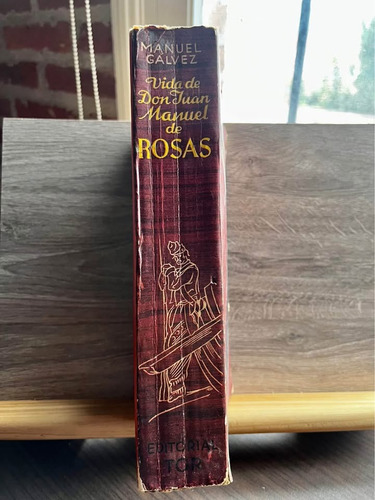 MANUEL
GALVEZ
Vida de
Don Juan
Manuel
de
ROSAS
EDITORIAL
TOR